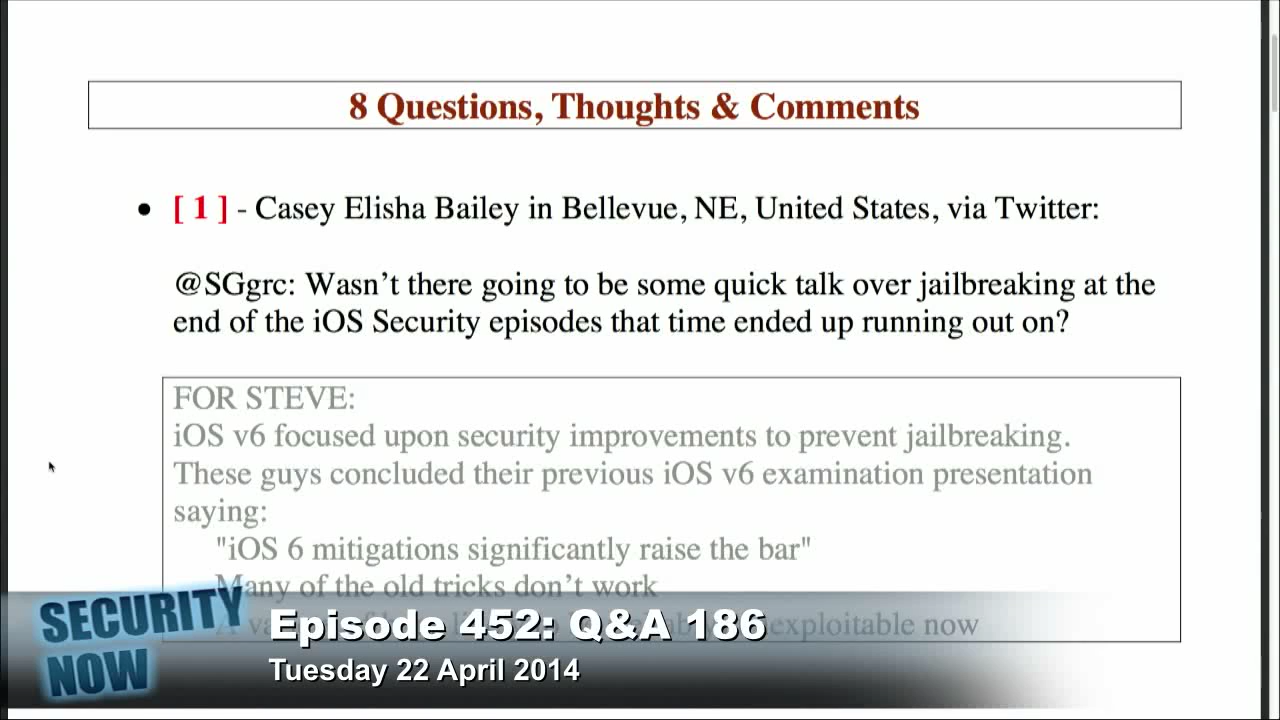 8 Questions, Thoughts & Comments
• [ 1 ] - Casey Elisha Bailey in Bellevue, NE, United States, via Twitter:
@SGgrc: Wasn't there going to be some quick talk over jailbreaking at the
end of the iOS Security episodes that time ended up running out on?
FOR STEVE:
iOS v6 focused upon security improvements to prevent jailbreaking.
These guys concluded their previous iOS v6 examination presentation
saying:
"iOS 6 mitigations significantly raise the bar"
Many of the old tricks don't work
exploitable now
SECURITY
NOW
Episode 452: Q&A 186
Tuesday 22 April 2014